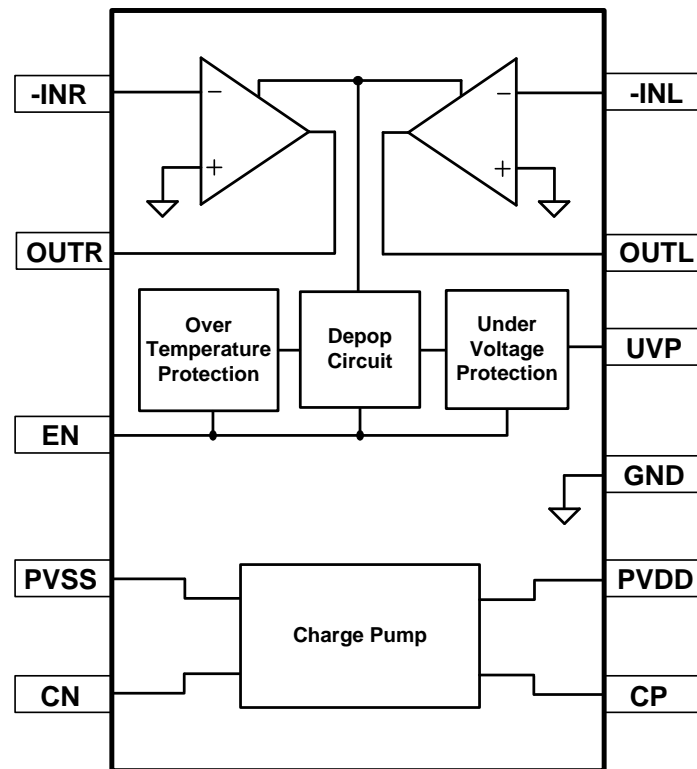 -INR
-INL
−
−
+
+
OUTR
OUTL
Over
Temperature
Protection
Depop
Circuit
Under
Voltage
Protection
UVP
EN
GND
PVSS
PVDD
Charge Pump
CN
CP